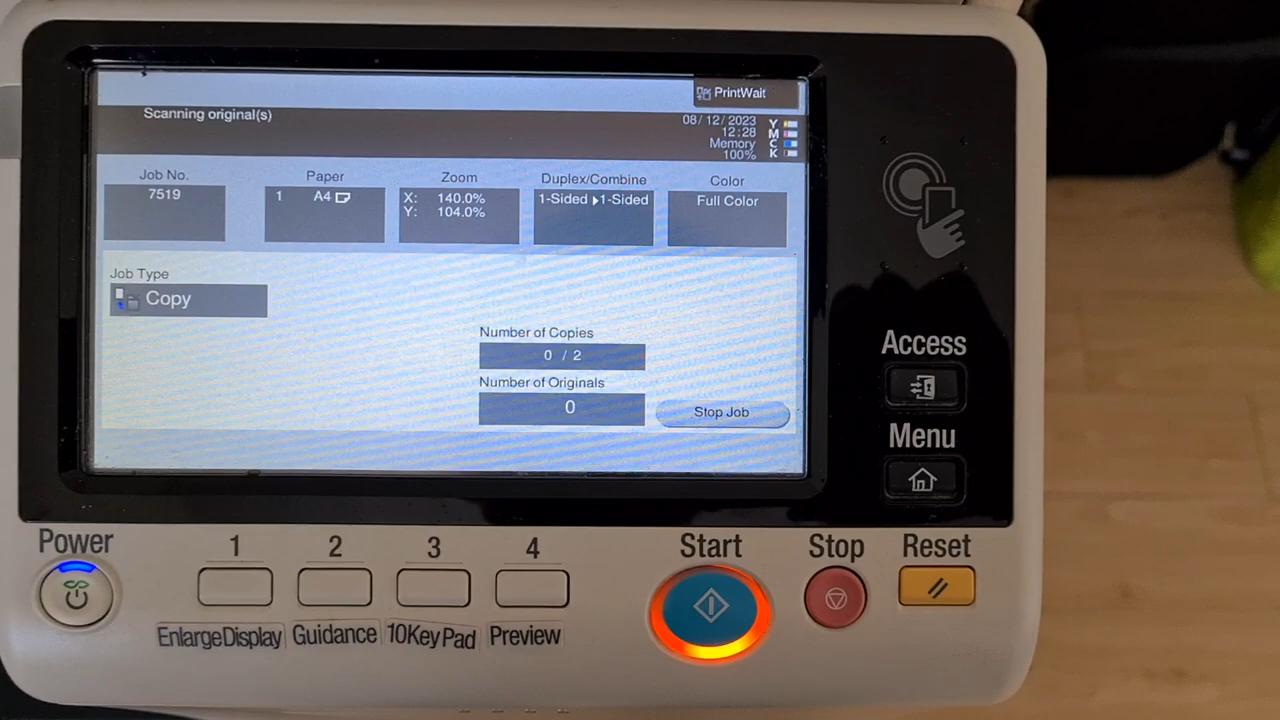 PrintWait
Scanning original(s)
08/12/2023
12:28
Memory
100%
Y
M
C
K
Job No.
7519
Paper
1 A4
Zoom
X: 140.0%
Y: 104.0%
Duplex/Combine
1-Sided ▶1-Sided
Color
Full Color
Job Type
Copy
Number of Copies
0 / 2
Number of Originals
0
Stop Job
Access
Menu
Power
1
2
3
4
Start
Stop
Reset
EnlargeDisplay
Guidance
10KeyPad
Preview